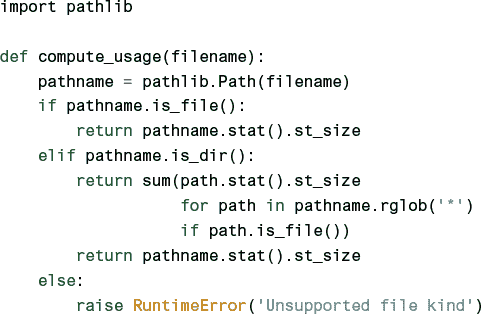 import pathlib

def compute_usage(filename):
    pathname = pathlib.Path(filename)
    if pathname.is_file():
        return pathname.stat().st_size
    elif pathname.is_dir():
        return sum(path.stat().st_size
                   for path in pathname.rglob('*')
                   if path.is_file())
        return pathname.stat().st_size
    else:
        raise RuntimeError('Unsupported file kind')